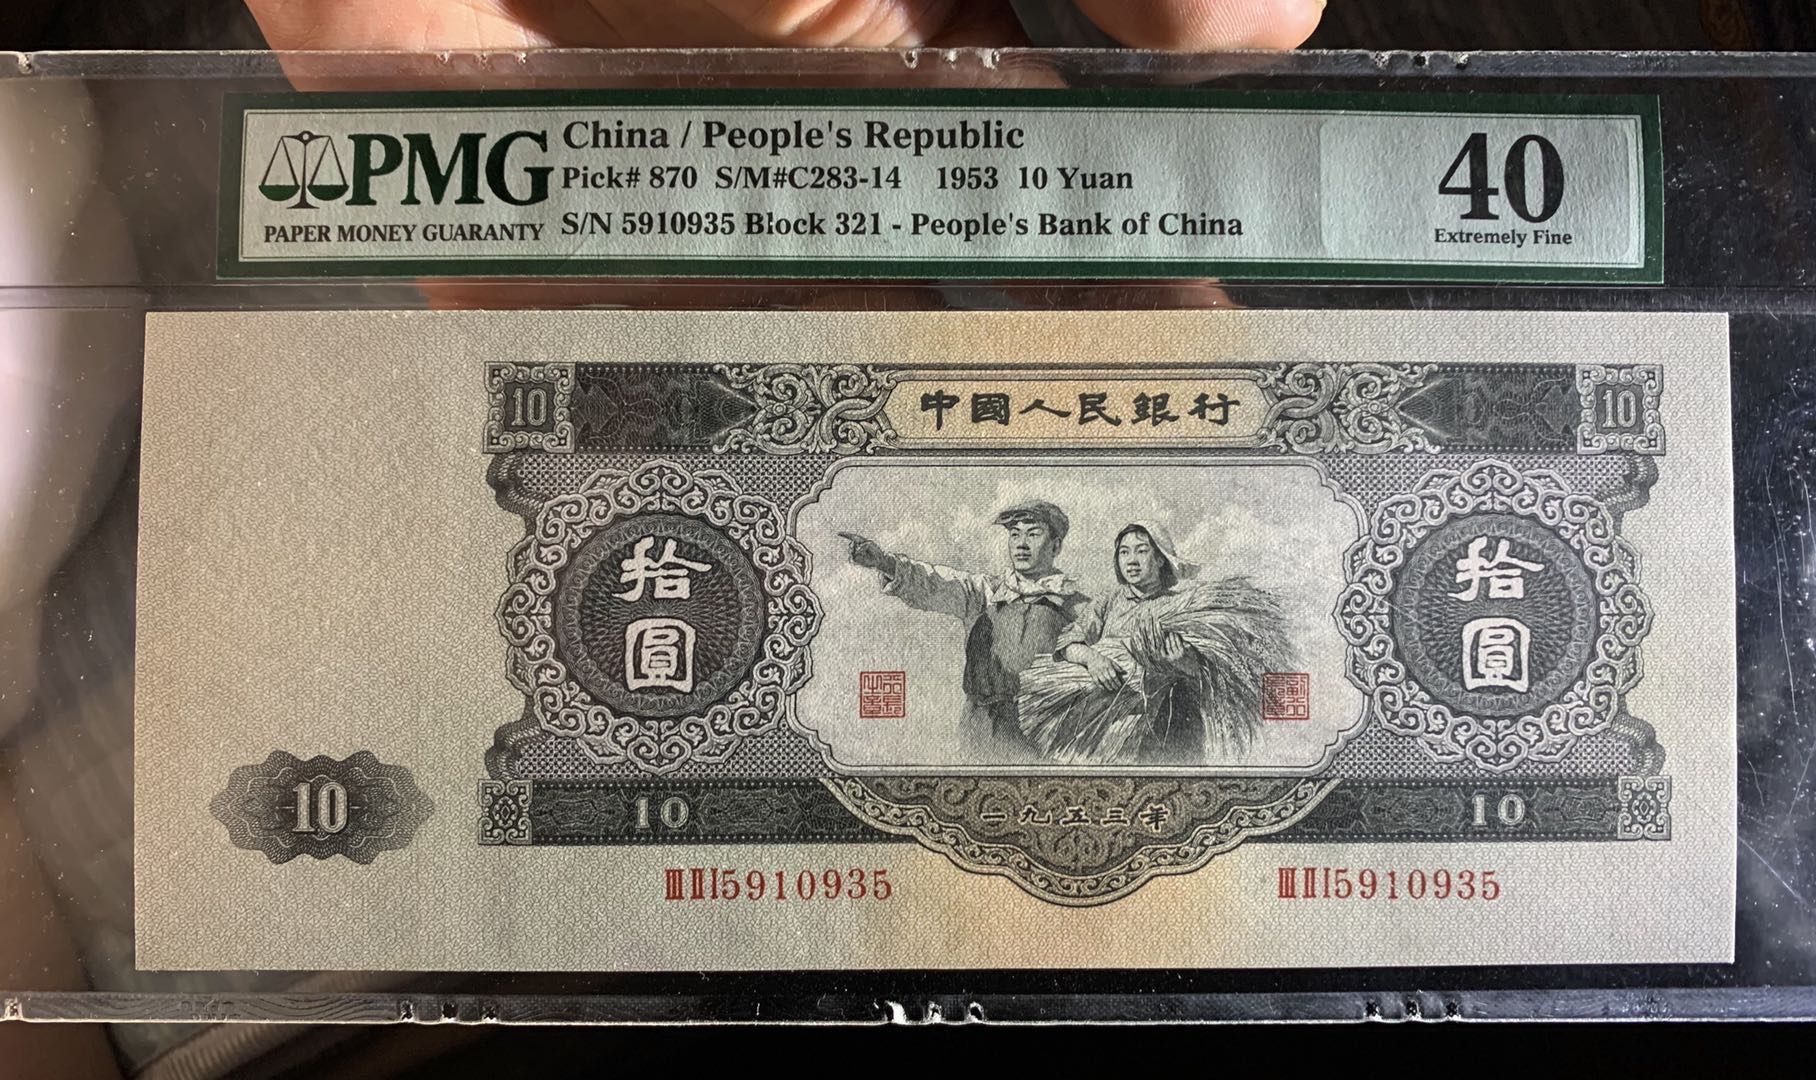 PMG
PAPER MONEY GUARANTY
China / People's Republic
Pick# 870 S/M#C283-14 1953 10 Yuan
S/N 5910935 Block 321 - People's Bank of China
40
Extremely Fine
10 中國人民銀行 10
拾圓
拾圓
10
10 一九五三年 10
ⅢⅡⅠ5910935 ⅢⅡⅠ5910935